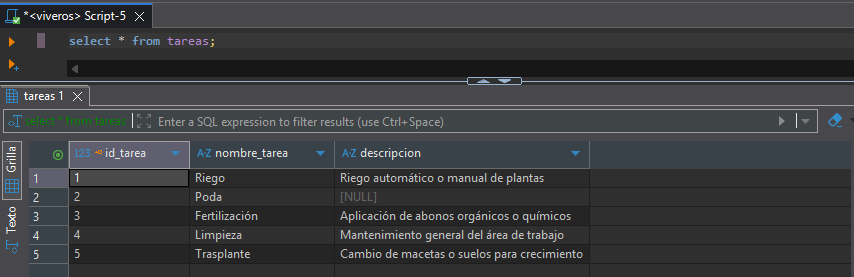 *<viveros> Script-5
select * from tareas;
tareas 1
select * from tareas Enter a SQL expression to filter results (use Ctrl+Space)
Grilla
Texto
123 id_tarea A-Z nombre_tarea A-Z descripcion
1 1 Riego Riego automático o manual de plantas
2 2 Poda [NULL]
3 3 Fertilización Aplicación de abonos orgánicos o químicos
4 4 Limpieza Mantenimiento general del área de trabajo
5 5 Trasplante Cambio de macetas o suelos para crecimiento